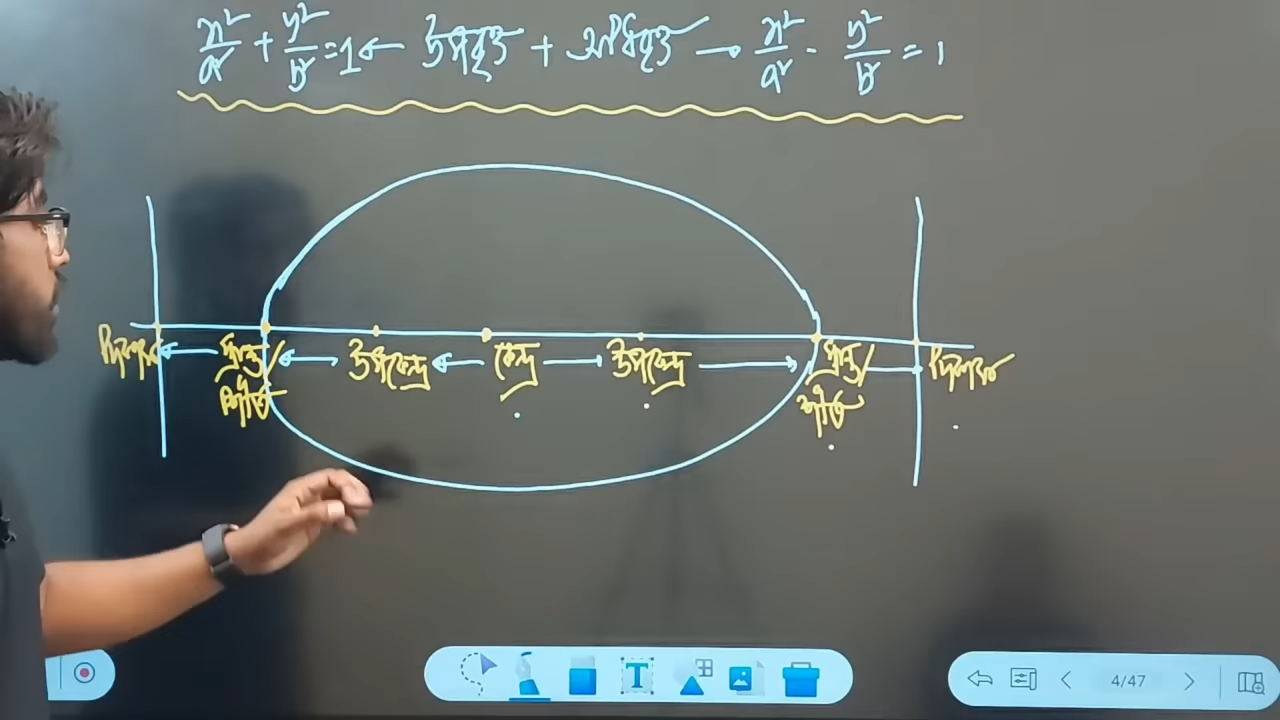 x²/a² + y²/b² = 1 ← উপবৃত্ত + অধিবৃত্ত → x²/a² - y²/b² = 1
দিকাক্ষ ← প্রান্ত/ ← উপকেন্দ্র ← কেন্দ্র → উপকেন্দ্র → প্রান্ত/ দিকাক্ষ
শীর্ষ শীর্ষ
T
4/47